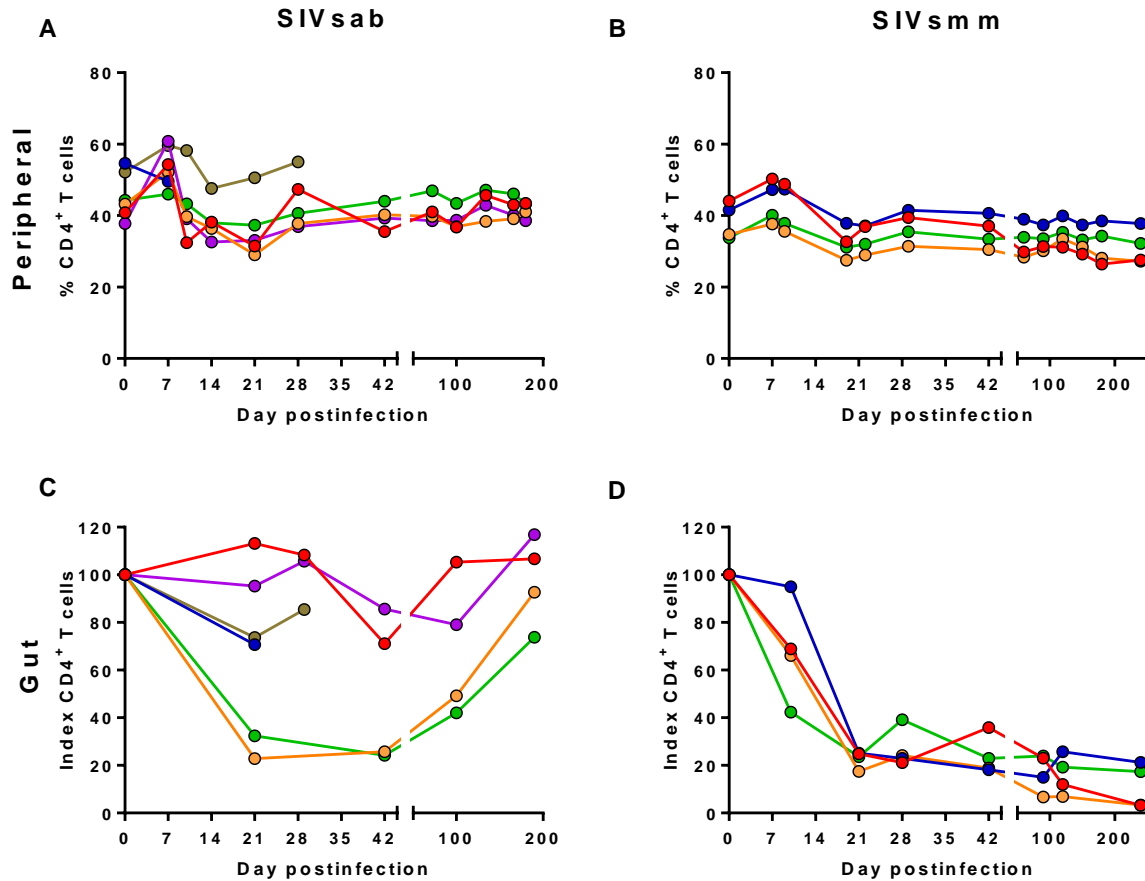 SIVsab
SIVsmm
A
B
Peripheral
% CD4⁺ T cells
80
60
40
20
0
0 7 14 21 28 35 42 100 200
Day postinfection
% CD4⁺ T cells
80
60
40
20
0
0 7 14 21 28 35 42 100 200
Day postinfection
C
D
Gut
Index CD4⁺ T cells
120
100
80
60
40
20
0
0 7 14 21 28 35 42 100 200
Day postinfection
Index CD4⁺ T cells
120
100
80
60
40
20
0
0 7 14 21 28 35 42 100 200
Day postinfection